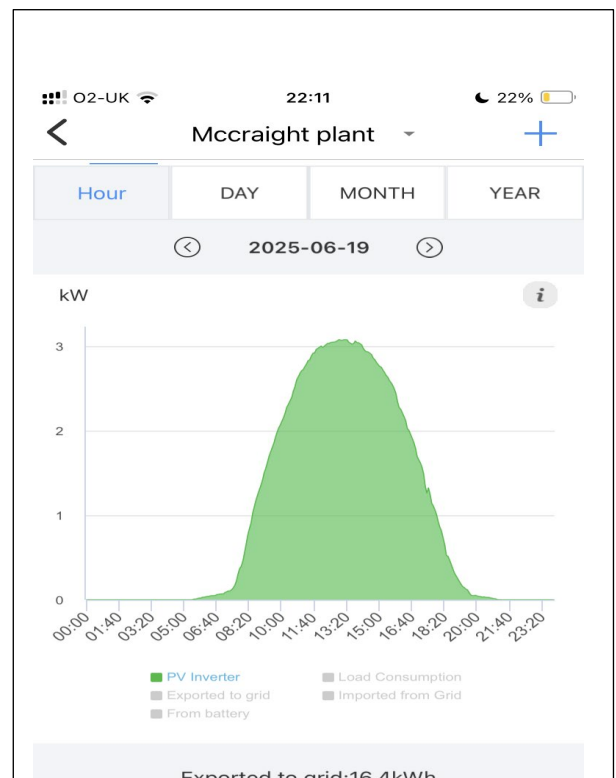 O2-UK 22:11 22%
Mccraight plant
Hour DAY MONTH YEAR
2025-06-19
kW i
3
2
1
0
00:00 01:40 03:20 05:00 06:40 08:20 10:00 11:40 13:20 15:00 16:40 18:20 20:00 21:40 23:20
PV Inverter Load Consumption
Exported to grid Imported from Grid
From battery
Exported to grid:16.4kWh